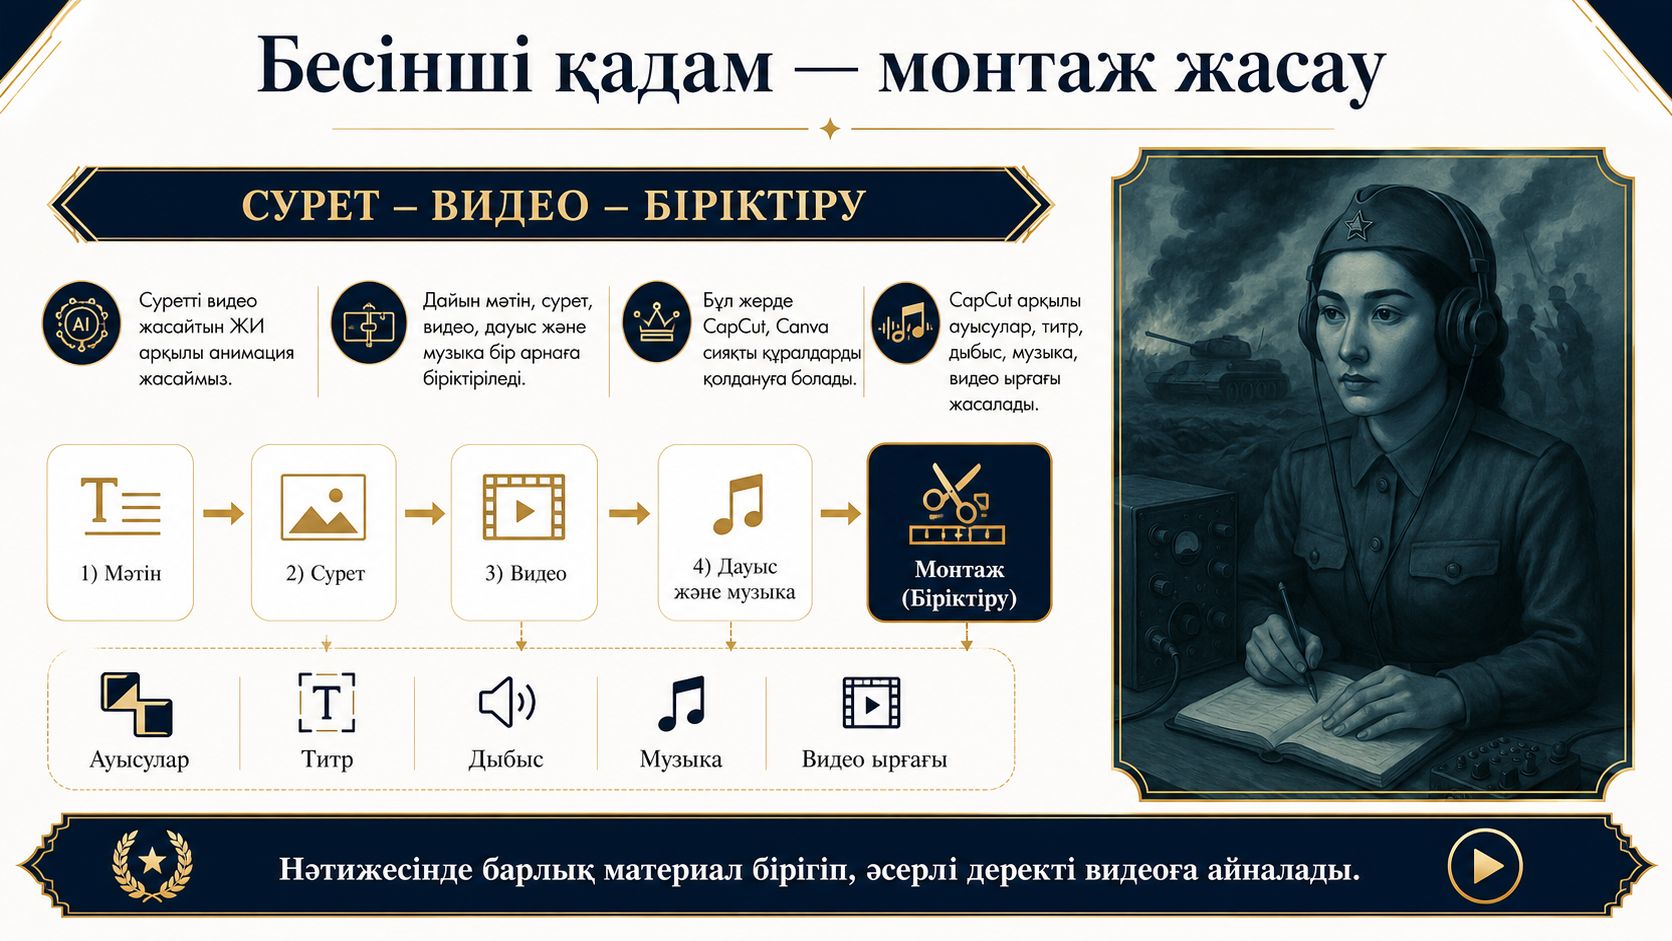 Бесінші қадам — монтаж жасау
СУРЕТ – ВИДЕО – БІРІКТІРУ
AI
Суретті видео
жасайтын ЖИ
арқылы анимация
жасаймыз.
Дайын мәтін, сурет,
видео, дауыс және
музыка бір арнаға
біріктіріледі.
Бұл жерде
CapCut, Canva
сияқты құралдарды
қолдануға болады.
CapCut арқылы
ауысулар, титр,
дыбыс, музыка,
видео ырғағы
жасалады.
T
1) Мәтін
2) Сурет
3) Видео
4) Дауыс
және музыка
Монтаж
(Біріктіру)
Ауысулар
T
Титр
Дыбыс
Музыка
Видео ырғағы
Нәтижесінде барлық материал бірігіп, әсерлі деректі видеоға айналады.